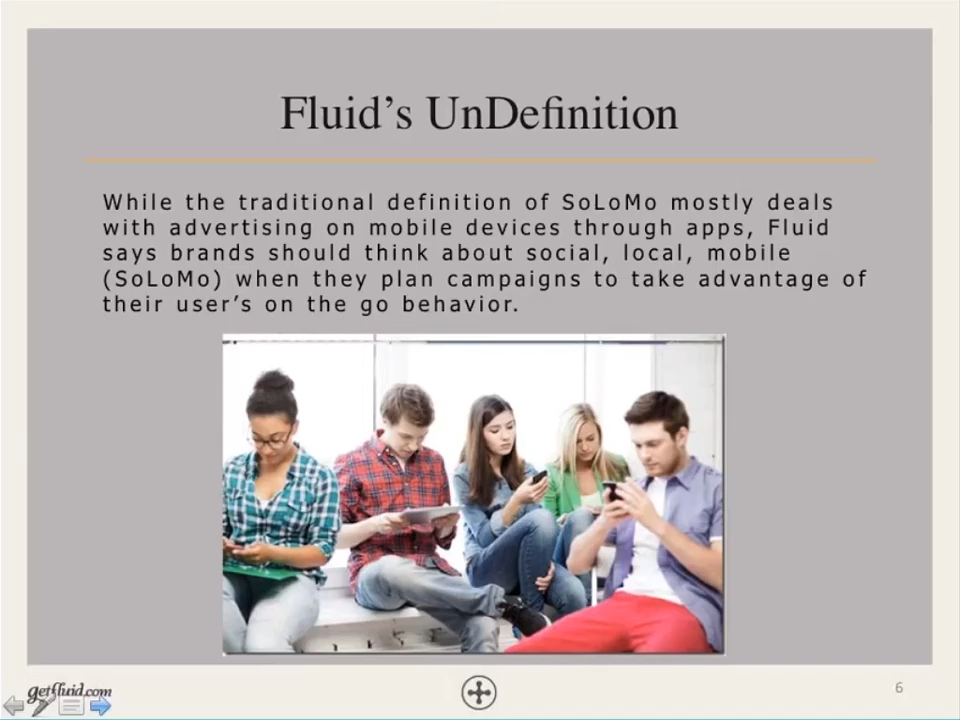 Fluid’s UnDefinition
While the traditional definition of SoLoMo mostly deals
with advertising on mobile devices through apps, Fluid
says brands should think about social, local, mobile
(SoLoMo) when they plan campaigns to take advantage of
their user’s on the go behavior.
getfluid.com
6